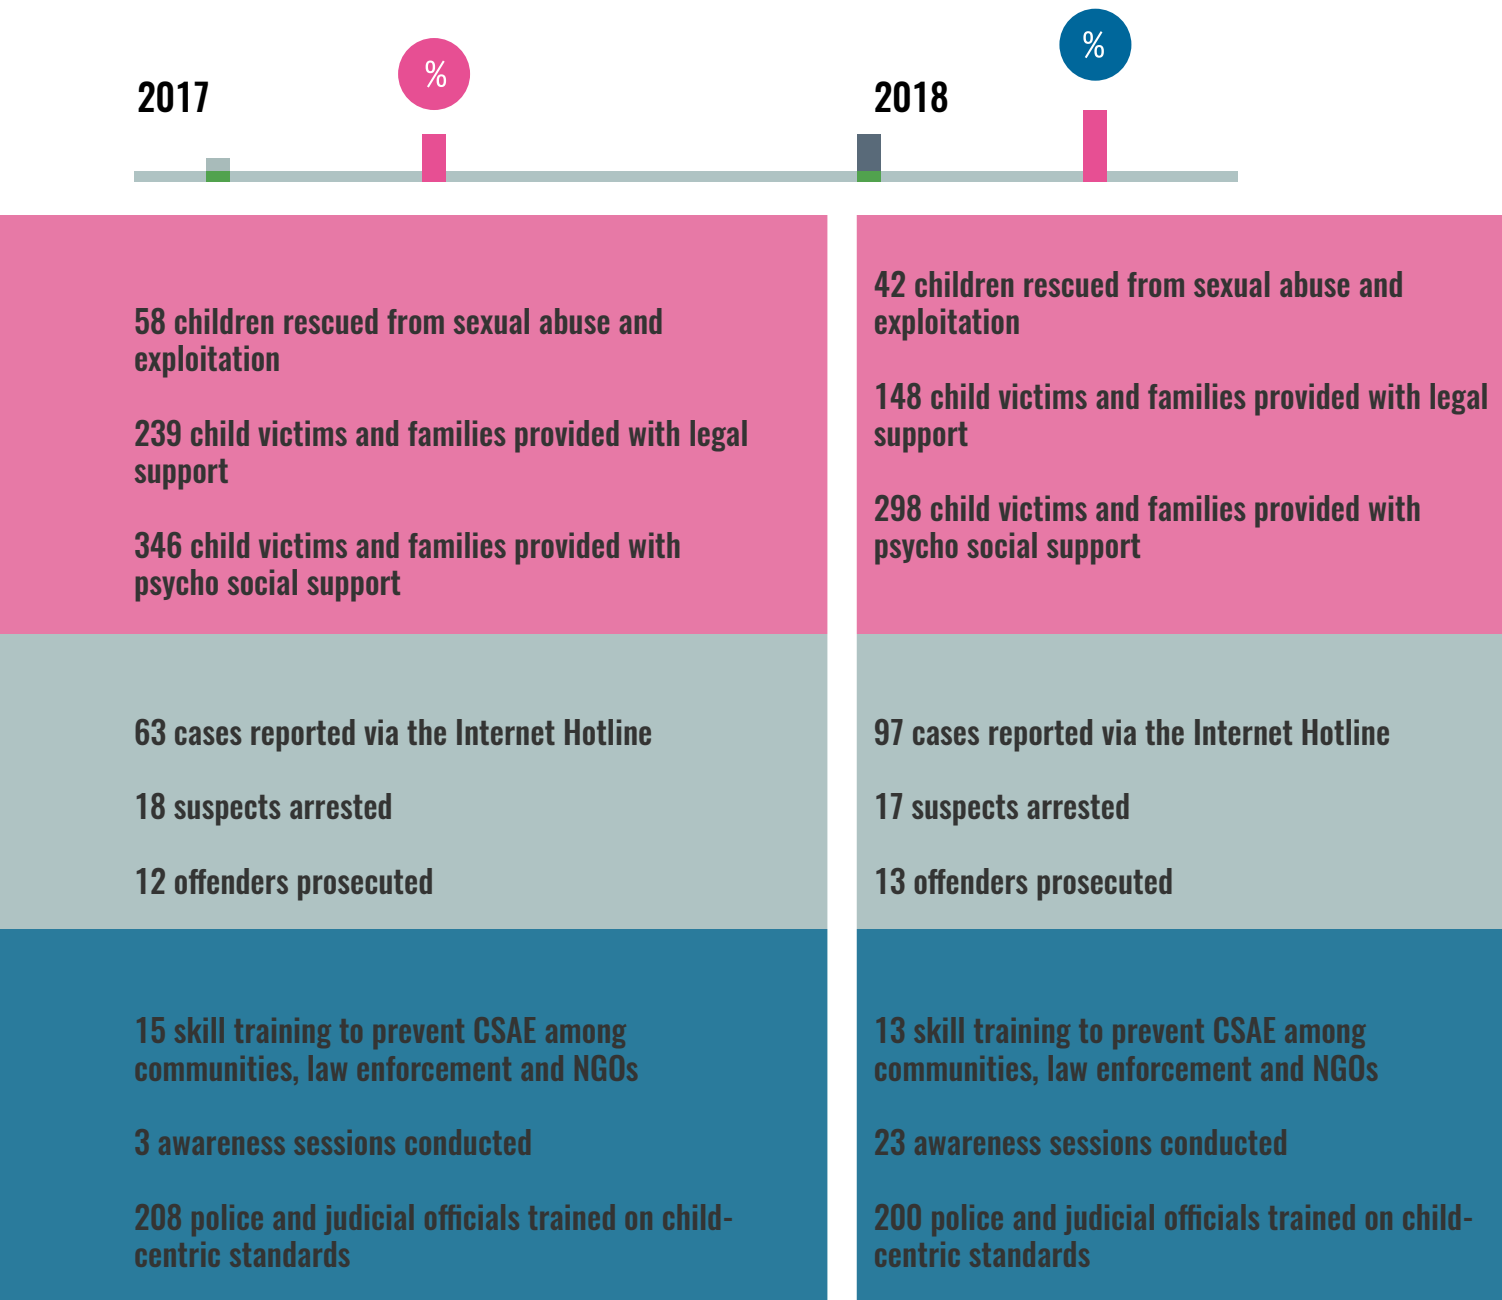 %
%
2017
2018
58 children rescued from sexual abuse and
exploitation
239 child victims and families provided with legal
support
346 child victims and families provided with
psycho social support
42 children rescued from sexual abuse and
exploitation
148 child victims and families provided with legal
support
298 child victims and families provided with
psycho social support
63 cases reported via the Internet Hotline
18 suspects arrested
12 offenders prosecuted
97 cases reported via the Internet Hotline
17 suspects arrested
13 offenders prosecuted
15 skill training to prevent CSAE among
communities, law enforcement and NGOs
3 awareness sessions conducted
208 police and judicial officials trained on child-
centric standards
13 skill training to prevent CSAE among
communities, law enforcement and NGOs
23 awareness sessions conducted
200 police and judicial officials trained on child-
centric standards